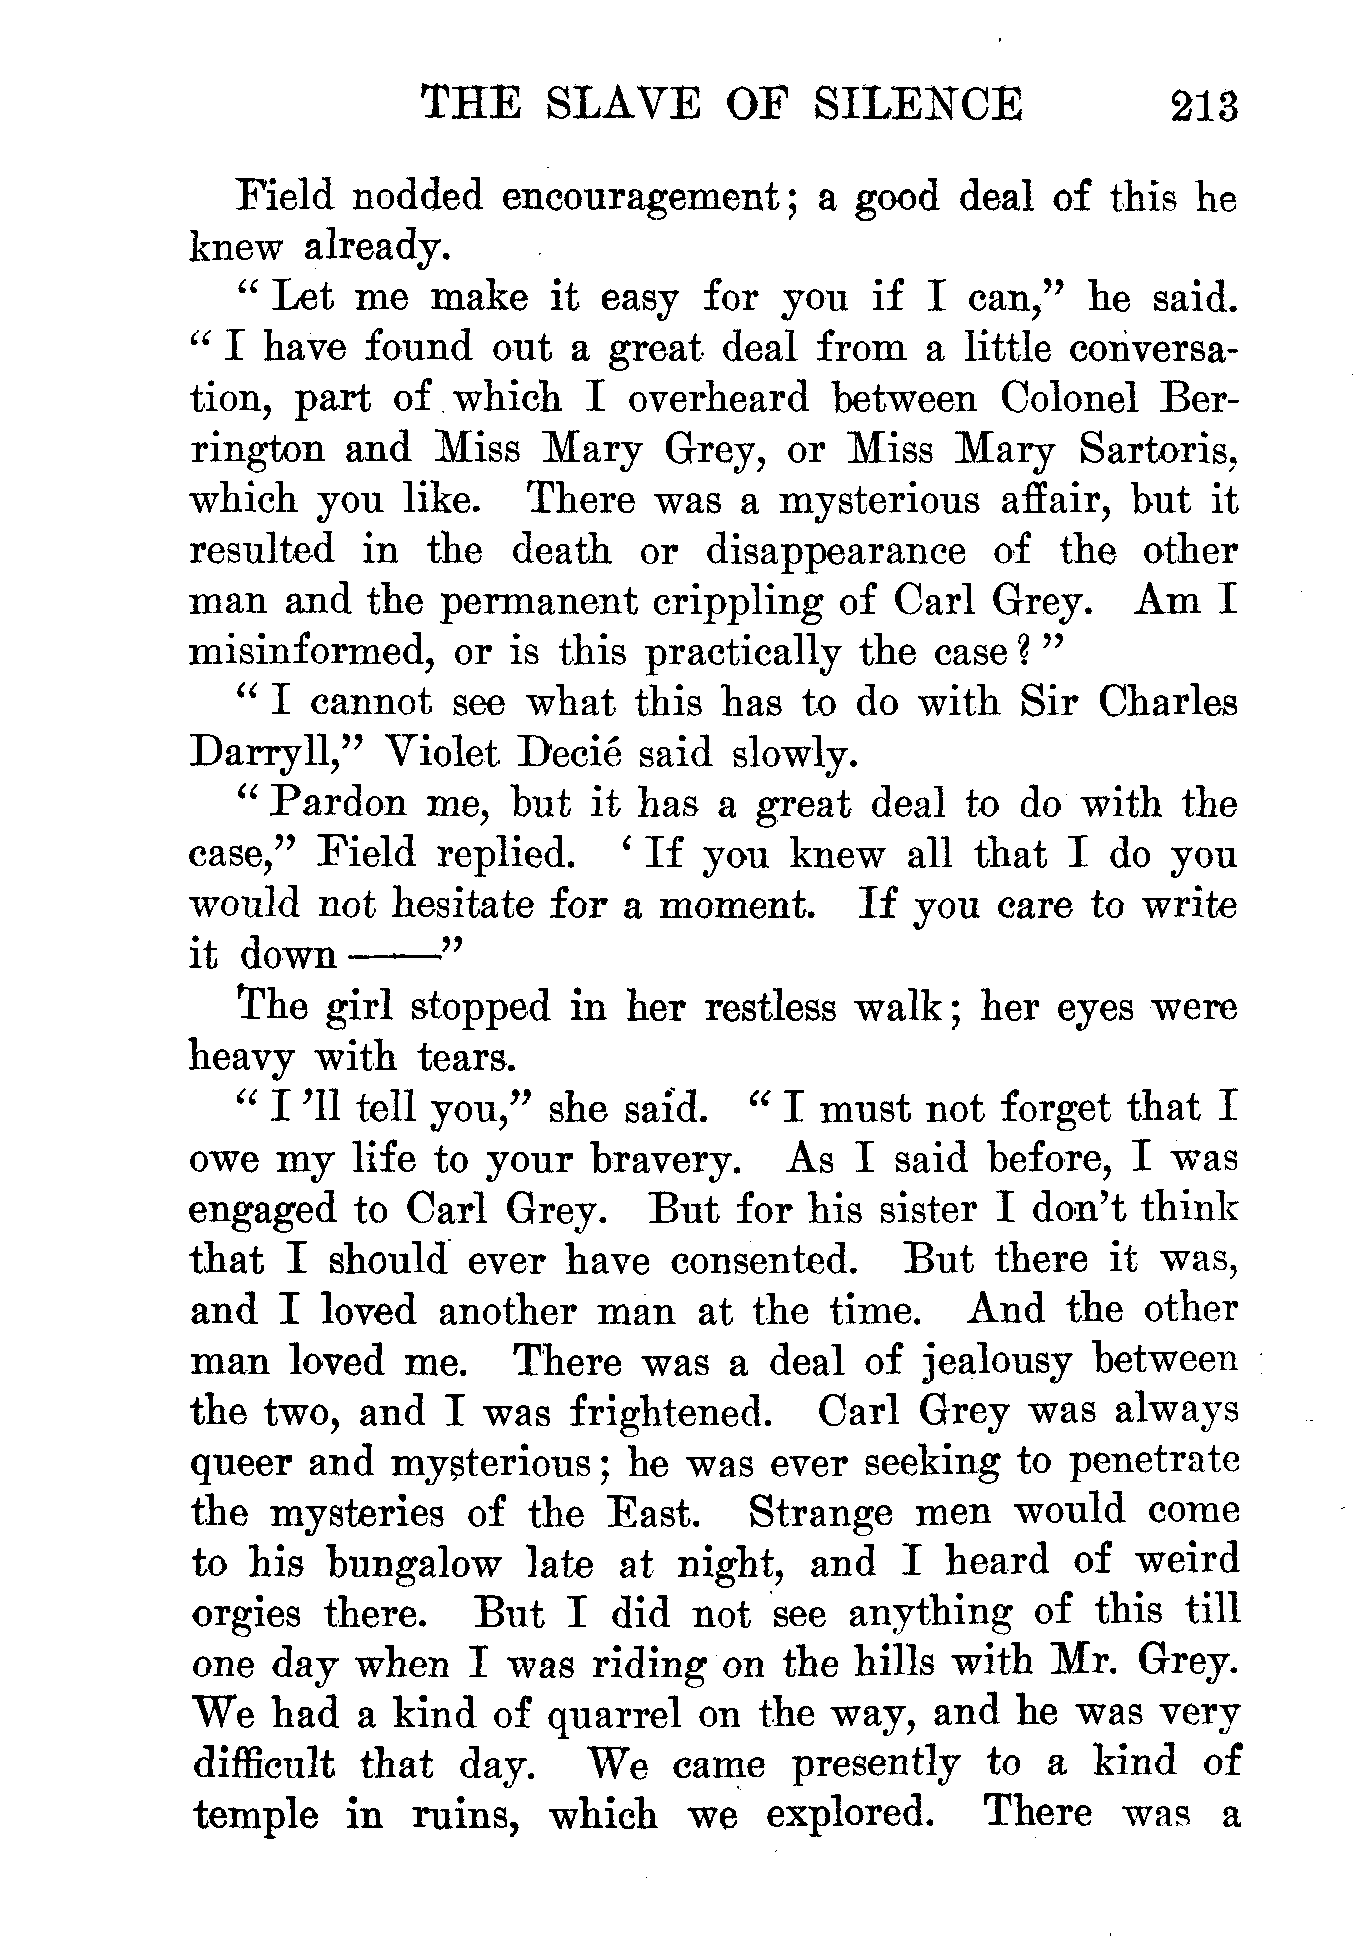 THE SLAVE OF SILENCE 213
Field nodded encouragement; a good deal of this he
knew already.
“ Let me make it easy for you if I can,” he said.
“ I have found out a great deal from a little conversa-
tion, part of which I overheard between Colonel Ber-
rington and Miss Mary Grey, or Miss Mary Sartoris,
which you like. There was a mysterious affair, but it
resulted in the death or disappearance of the other
man and the permanent crippling of Carl Grey. Am I
misinformed, or is this practically the case ? ”
“ I cannot see what this has to do with Sir Charles
Darryll,” Violet Decié said slowly.
“ Pardon me, but it has a great deal to do with the
case,” Field replied. ‘ If you knew all that I do you
would not hesitate for a moment. If you care to write
it down ——”
The girl stopped in her restless walk; her eyes were
heavy with tears.
“ I ’ll tell you,” she said. “ I must not forget that I
owe my life to your bravery. As I said before, I was
engaged to Carl Grey. But for his sister I don’t think
that I should ever have consented. But there it was,
and I loved another man at the time. And the other
man loved me. There was a deal of jealousy between
the two, and I was frightened. Carl Grey was always
queer and mysterious; he was ever seeking to penetrate
the mysteries of the East. Strange men would come
to his bungalow late at night, and I heard of weird
orgies there. But I did not see anything of this till
one day when I was riding on the hills with Mr. Grey.
We had a kind of quarrel on the way, and he was very
difficult that day. We came presently to a kind of
temple in ruins, which we explored. There was a